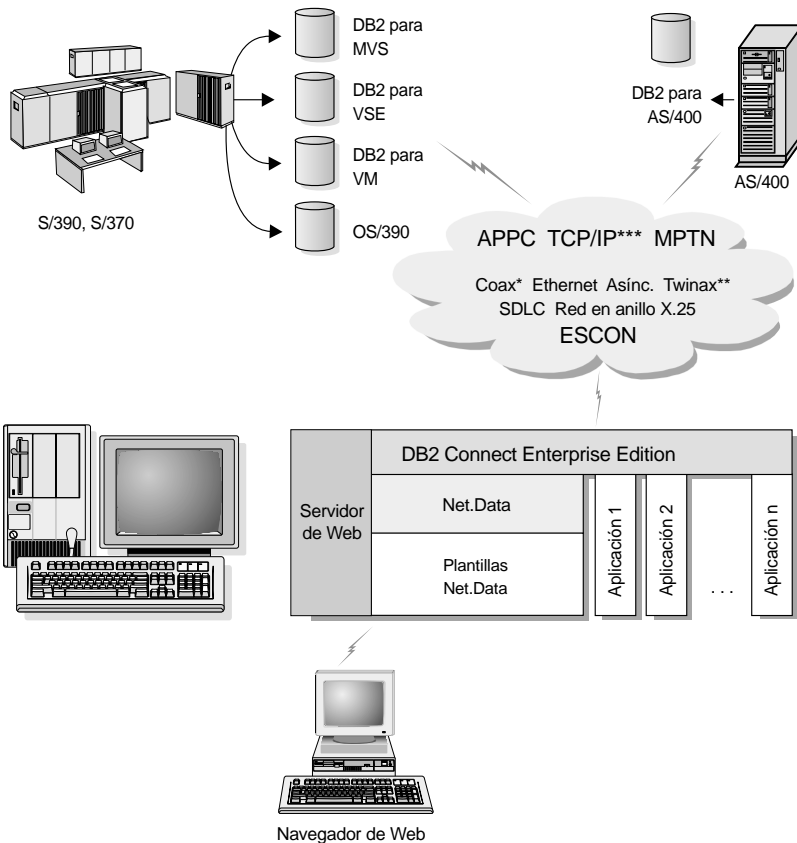 DB2 para
MVS
DB2 para
VSE
DB2 para
VM
OS/390
S/390, S/370
DB2 para
AS/400
AS/400
APPC TCP/IP*** MPTN
Coax* Ethernet Asínc. Twinax**
SDLC Red en anillo X.25
ESCON
DB2 Connect Enterprise Edition
Servidor
de Web
Net.Data
Plantillas
Net.Data
Aplicación 1
Aplicación 2
. . .
Aplicación n
Navegador de Web